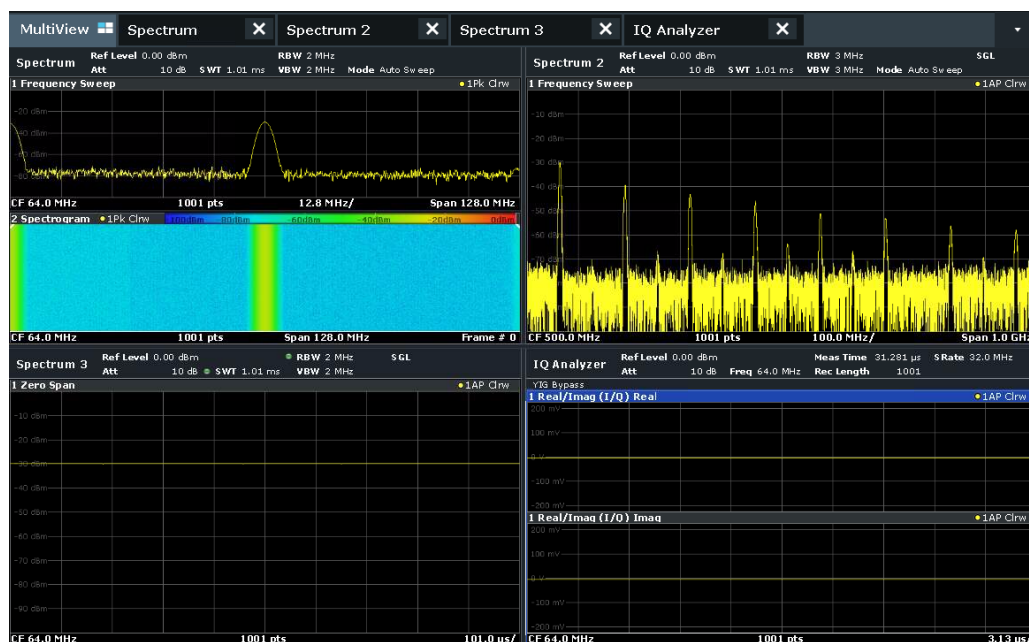 MultiView Spectrum Spectrum 2 Spectrum 3 IQ Analyzer
Spectrum
Ref Level 0.00 dBm RBW 2 MHz
Att 10 dB SWT 1.01 ms VBW 2 MHz Mode Auto Sweep
1 Frequency Sweep 1Pk Clrw
-20 dBm
CF 64.0 MHz 1001 pts 12.8 MHz/ Span 128.0 MHz
2 Spectrogram 1Pk Clrw -100dBm -80dBm -60dBm -40dBm -20dBm 0dBm
CF 64.0 MHz 1001 pts Span 128.0 MHz Frame # 0
Spectrum 2
Ref Level 0.00 dBm RBW 3 MHz SGL
Att 10 dB SWT 1.01 ms VBW 3 MHz Mode Auto Sweep
1 Frequency Sweep 1AP Clrw
-10 dBm
-20 dBm
-30 dBm
-40 dBm
-50 dBm
CF 500.0 MHz 1001 pts 100.0 MHz/ Span 1.0 GHz
Spectrum 3
Ref Level 0.00 dBm RBW 2 MHz SGL
Att 10 dB SWT 1.01 ms VBW 2 MHz
1 Zero Span 1AP Clrw
-10 dBm
-20 dBm
-30 dBm
-40 dBm
-50 dBm
-60 dBm
-70 dBm
-80 dBm
-90 dBm
CF 64.0 MHz 1001 pts 101.0 µs/
IQ Analyzer
Ref Level 0.00 dBm Meas Time 31.281 µs SRate 32.0 MHz
Att 10 dB Freq 64.0 MHz Rec Length 1001
YIG Bypass
1 Real/Imag (I/Q) Real 1AP Clrw
200 mV
100 mV
0 V
-100 mV
-200 mV
1 Real/Imag (I/Q) Imag 1AP Clrw
200 mV
100 mV
0 V
-100 mV
-200 mV
CF 64.0 MHz 1001 pts 3.13 µs/